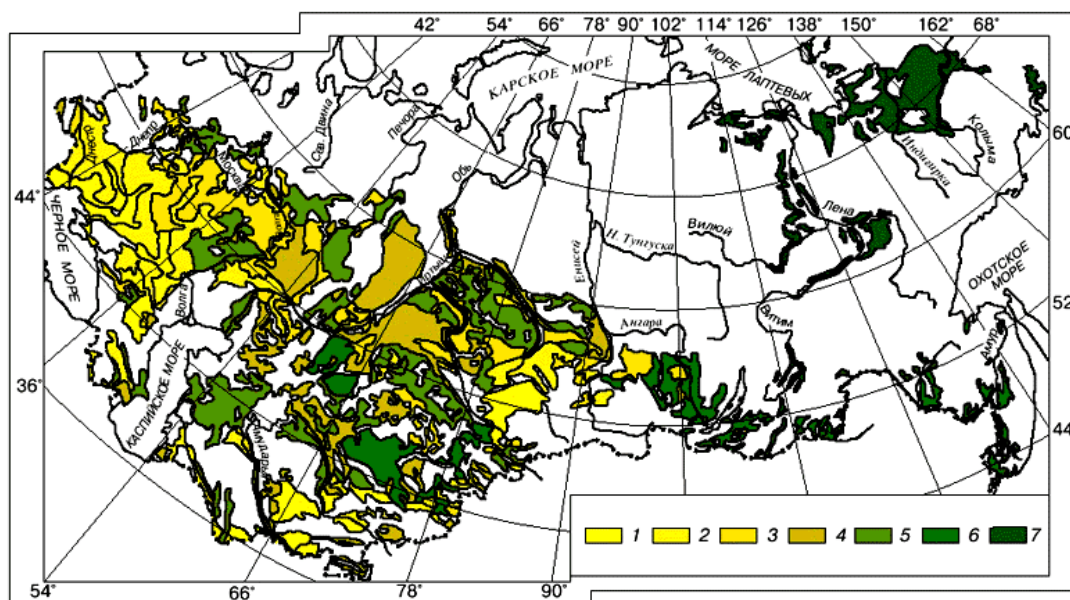 42° 54° 66° 78° 90° 102° 114° 126° 138° 150° 162° 68°
КАРСКОЕ МОРЕ
МОРЕ ЛАПТЕВЫХ
60
Днестр
Днепр
Москва
Сев. Двина
Печора
Обь
Колыма
Индигирка
44°
ЧЕРНОЕ МОРЕ
Лена
Вилюй
Н. Тунгуска
Енисей
Иртыш
ОХОТСКОЕ МОРЕ
52
Волга
Ангара
Витим
Амур
36°
КАСПИЙСКОЕ МОРЕ
Амударья
44
1 2 3 4 5 6 7
54° 66° 78° 90°